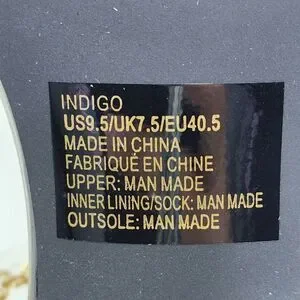 INDIGO
US9.5/UK7.5/EU40.5
MADE IN CHINA
FABRIQUÉ EN CHINE
UPPER: MAN MADE
INNER LINING/SOCK: MAN MADE
OUTSOLE: MAN MADE